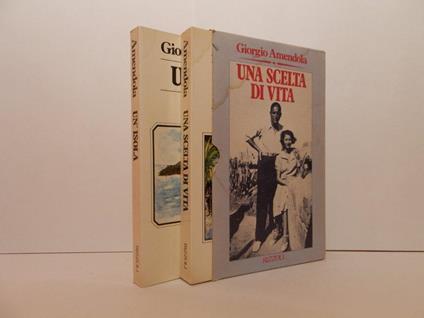 Amendola
UN' ISOLA
RIZZOLI
Gio
U
Amendola
UNA SCELTA DI VITA
RIZZOLI
Giorgio Amendola
UNA SCELTA
DI VITA
RIZZOLI